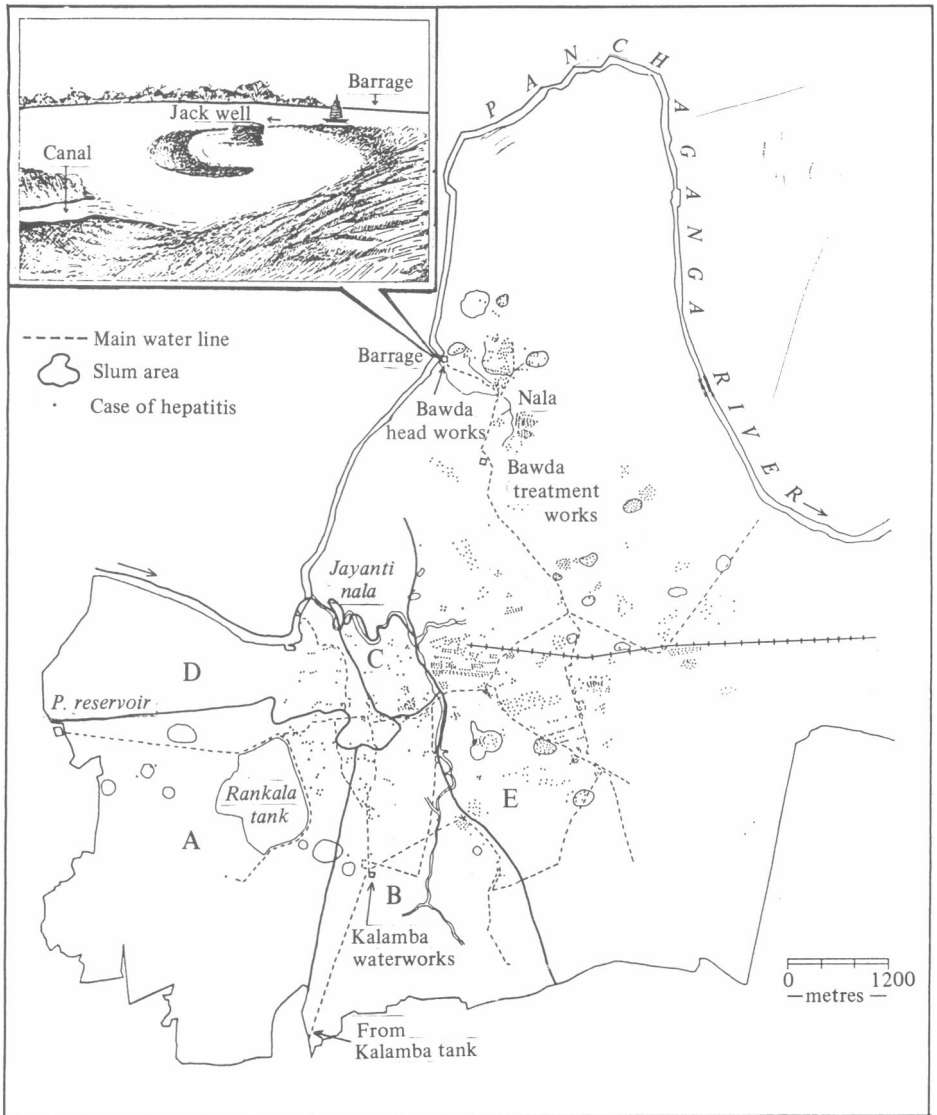 Barrage
Jack well
Canal
PANCHAGANGA RIVER
Main water line
Slum area
Case of hepatitis
Barrage
Bawda
head works
Nala
Bawda
treatment
works
Jayanti
nala
C
D
P. reservoir
Rankala
tank
A
E
B
Kalamba
waterworks
From
Kalamba tank
0 1200
metres